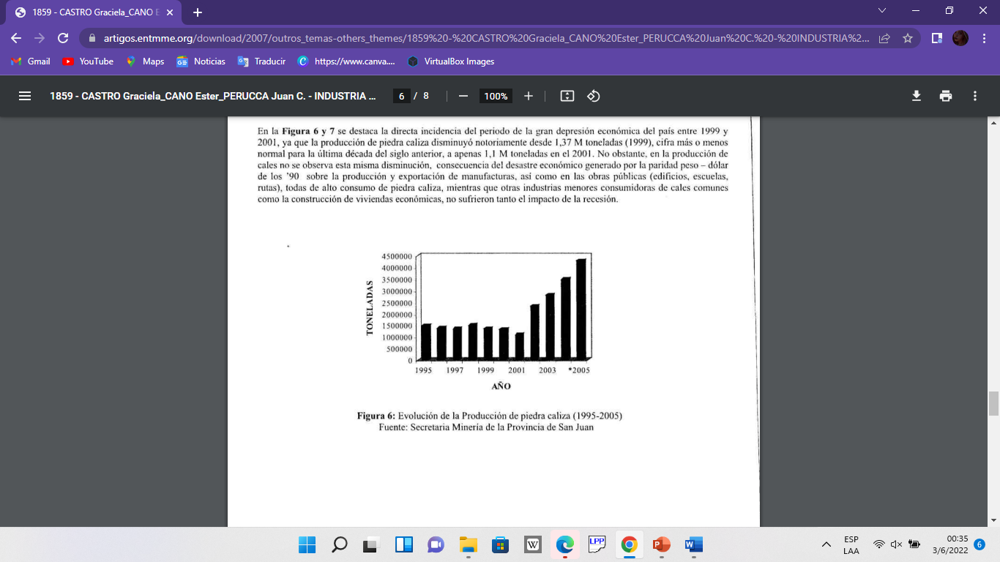 1859 - CASTRO Graciela_CANO E
artigos.entmme.org/download/2007/outros_temas-others_themes/1859%20-%20CASTRO%20Graciela_CANO%20Ester_PERUCCA%20Juan%20C.%20-%20INDUSTRIA%2...
Gmail YouTube Maps Noticias Traducir https://www.canva.... VirtualBox Images
1859 - CASTRO Graciela_CANO Ester_PERUCCA Juan C. - INDUSTRIA ... 6 / 8 100%
En la Figura 6 y 7 se destaca la directa incidencia del periodo de la gran depresión económica del país entre 1999 y
2001, ya que la producción de piedra caliza disminuyó notoriamente desde 1,37 M toneladas (1999), cifra más o menos
normal para la última década del siglo anterior, a apenas 1,1 M toneladas en el 2001. No obstante, en la producción de
cales no se observa esta misma disminución, consecuencia del desastre económico generado por la paridad peso – dólar
de los ’90 sobre la producción y exportación de manufacturas, así como en las obras públicas (edificios, escuelas,
rutas), todas de alto consumo de piedra caliza, mientras que otras industrias menores consumidoras de cales comunes
como la construcción de viviendas económicas, no sufrieron tanto el impacto de la recesión.
TONELADAS
4500000
4000000
3500000
3000000
2500000
2000000
1500000
1000000
500000
0
1995 1997 1999 2001 2003 *2005
AÑO
Figura 6: Evolución de la Producción de piedra caliza (1995-2005)
Fuente: Secretaria Minería de la Provincia de San Juan
W
LPP
ESP
LAA
00:35
3/6/2022
6